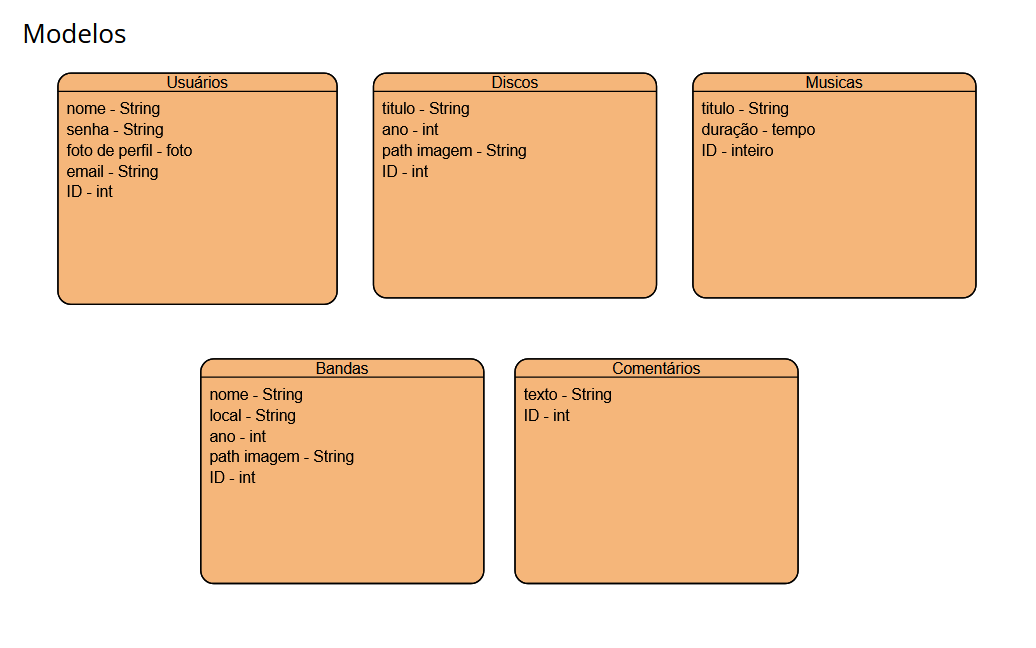 Modelos
Usuários
nome - String
senha - String
foto de perfil - foto
email - String
ID - int
Discos
titulo - String
ano - int
path imagem - String
ID - int
Musicas
titulo - String
duração - tempo
ID - inteiro
Bandas
nome - String
local - String
ano - int
path imagem - String
ID - int
Comentários
texto - String
ID - int